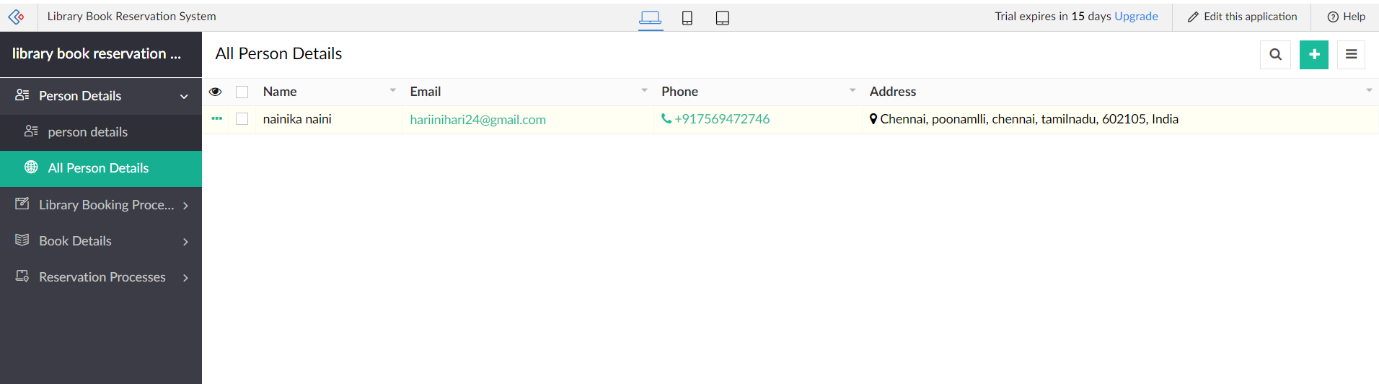 Library Book Reservation System
Trial expires in 15 days Upgrade
Edit this application
Help
library book reservation ...
Person Details
person details
All Person Details
Library Booking Proce...
Book Details
Reservation Processes
All Person Details
Name Email Phone Address
nainika naini hariinihari24@gmail.com +917569472746 Chennai, poonamlli, chennai, tamilnadu, 602105, India